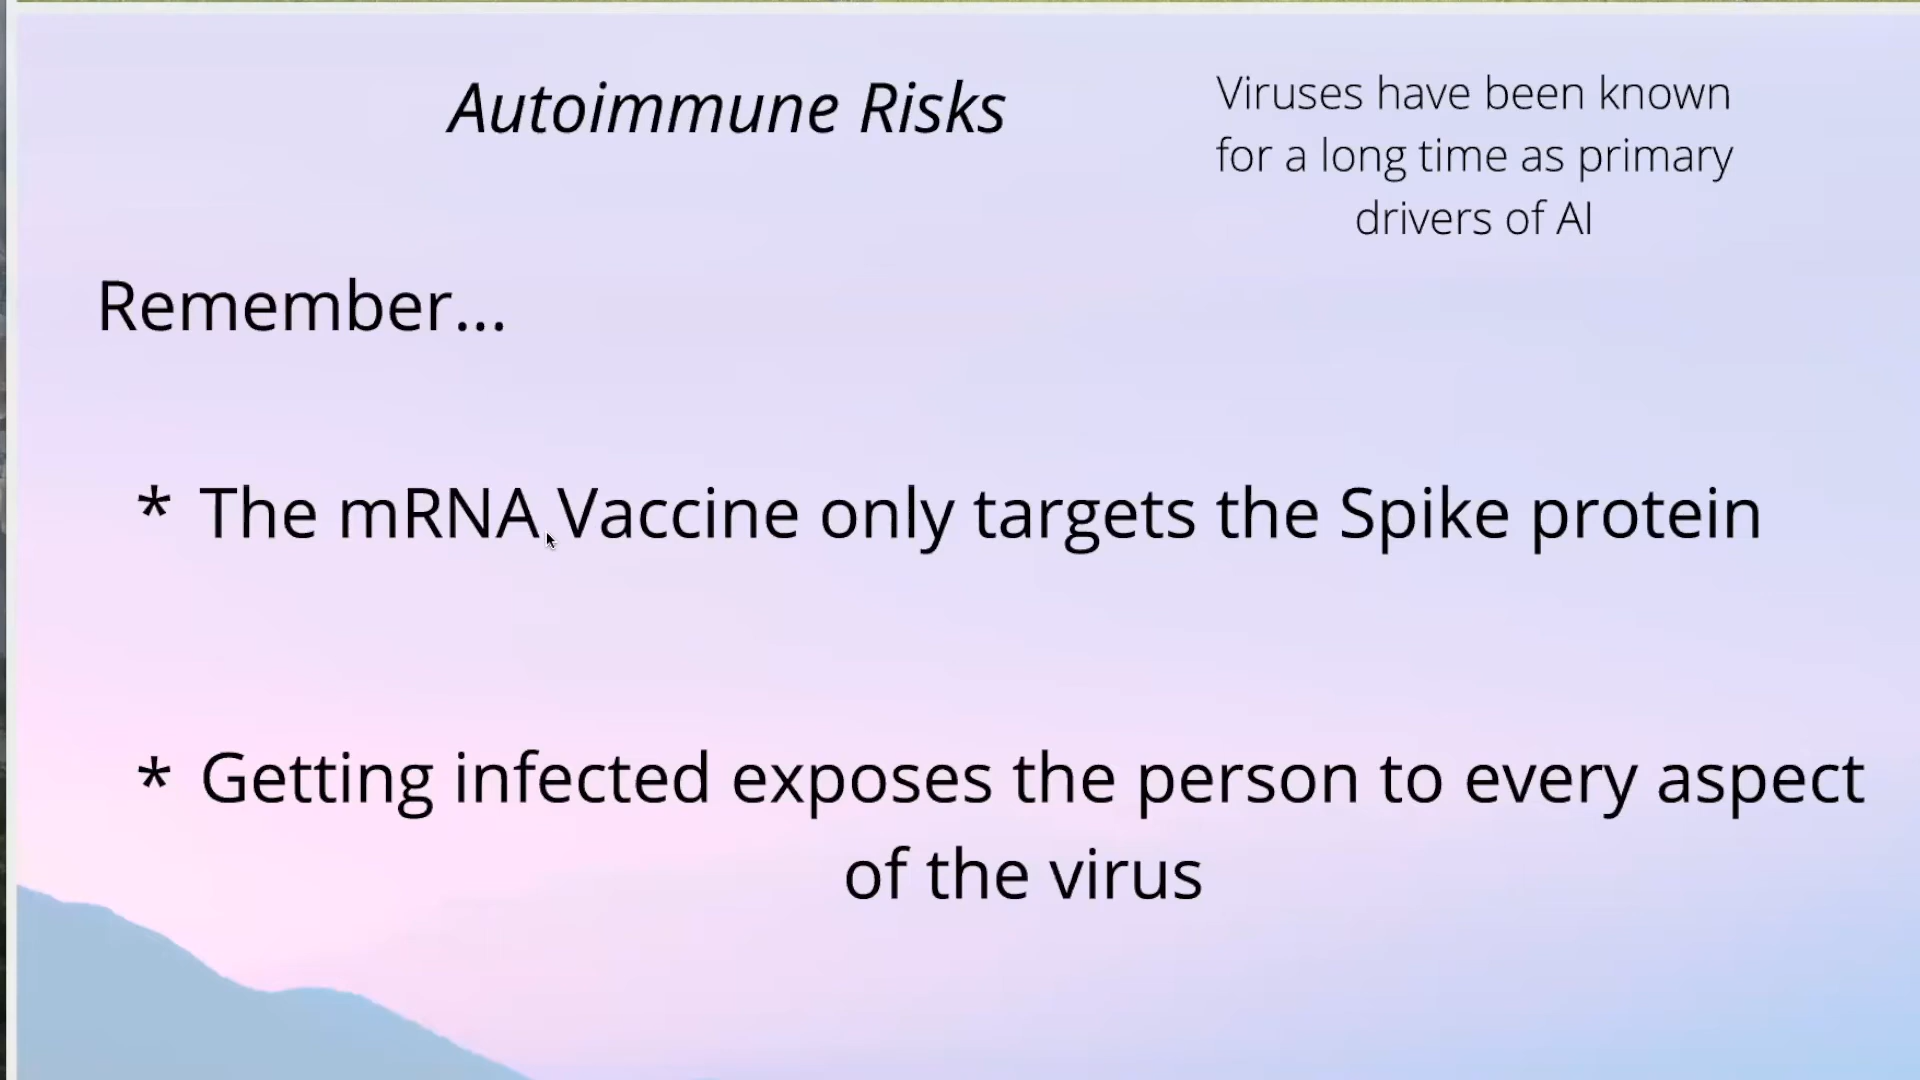 Autoimmune Risks
Viruses have been known
for a long time as primary
drivers of AI
Remember...
* The mRNA Vaccine only targets the Spike protein
* Getting infected exposes the person to every aspect
of the virus